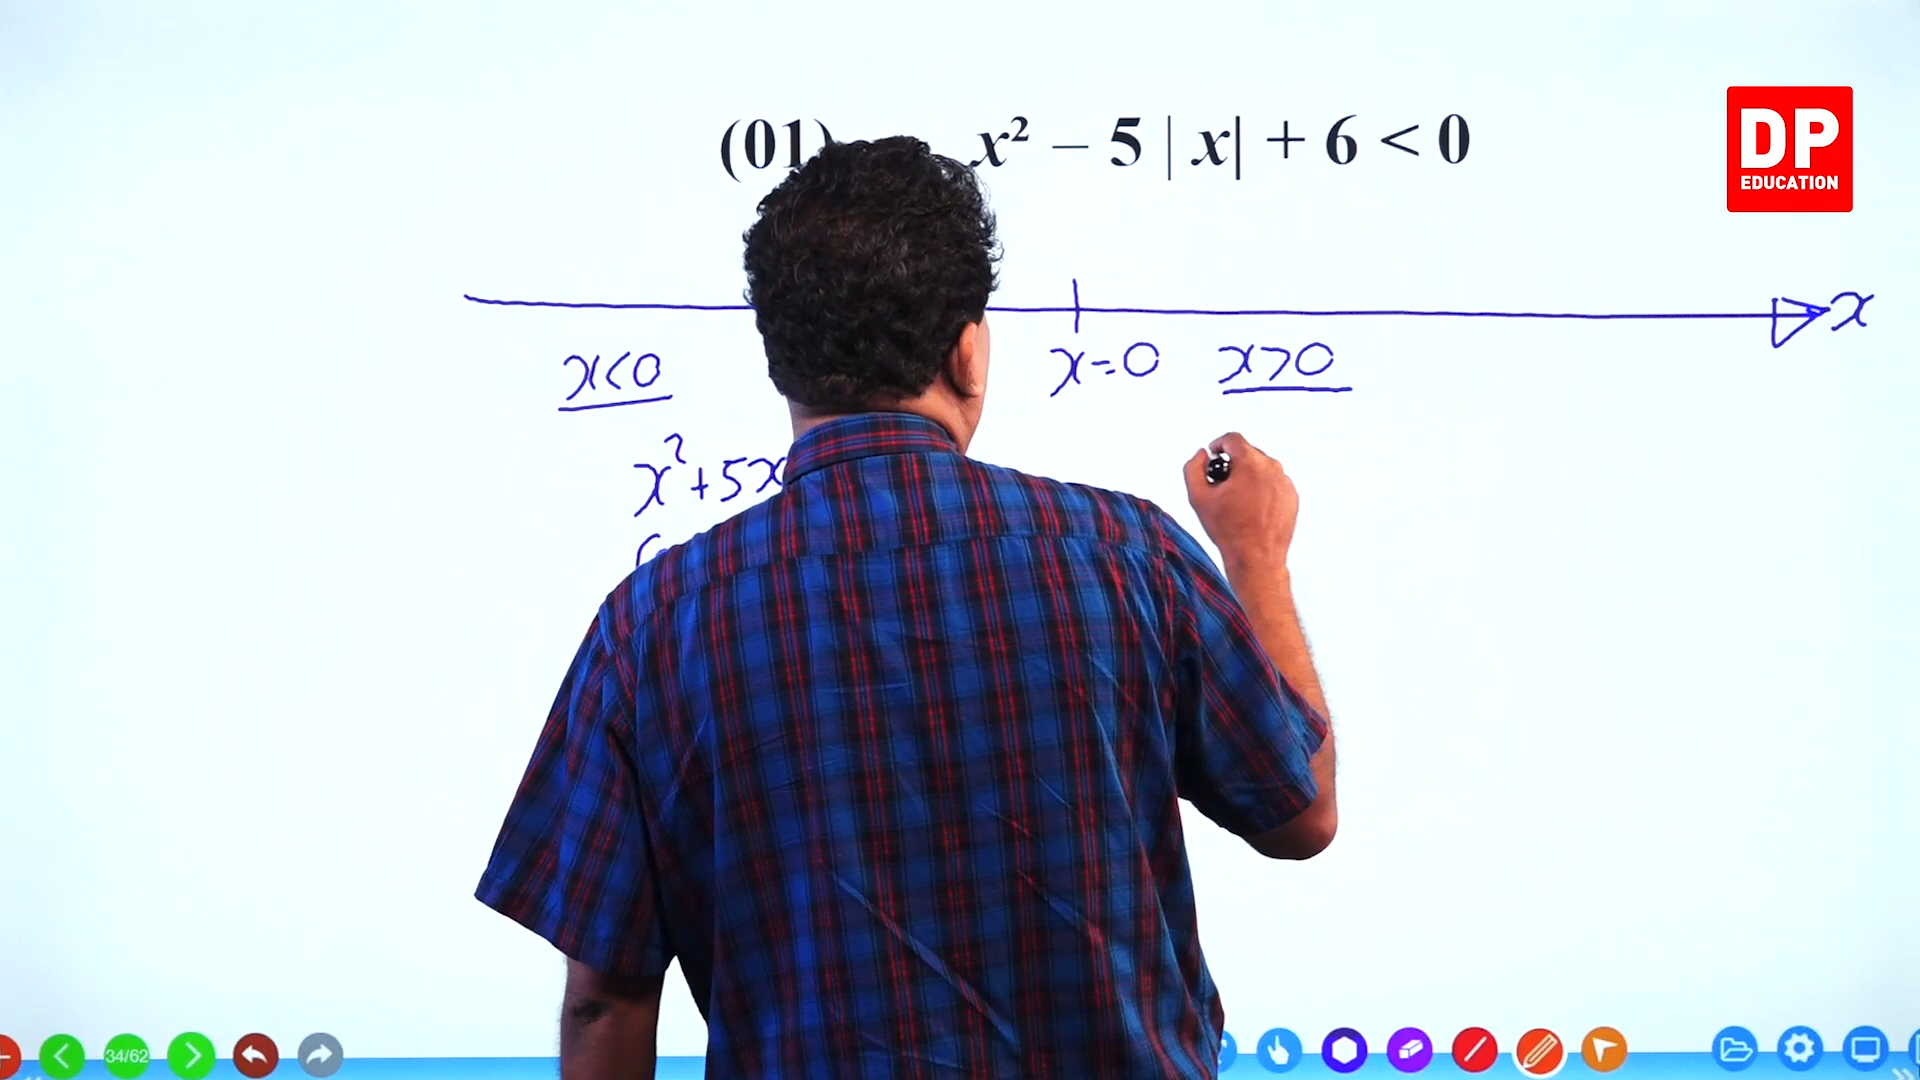 (01) x² – 5 | x| + 6 < 0
DP
EDUCATION
x
x<0 x=0 x>0
x²+5x
34/62